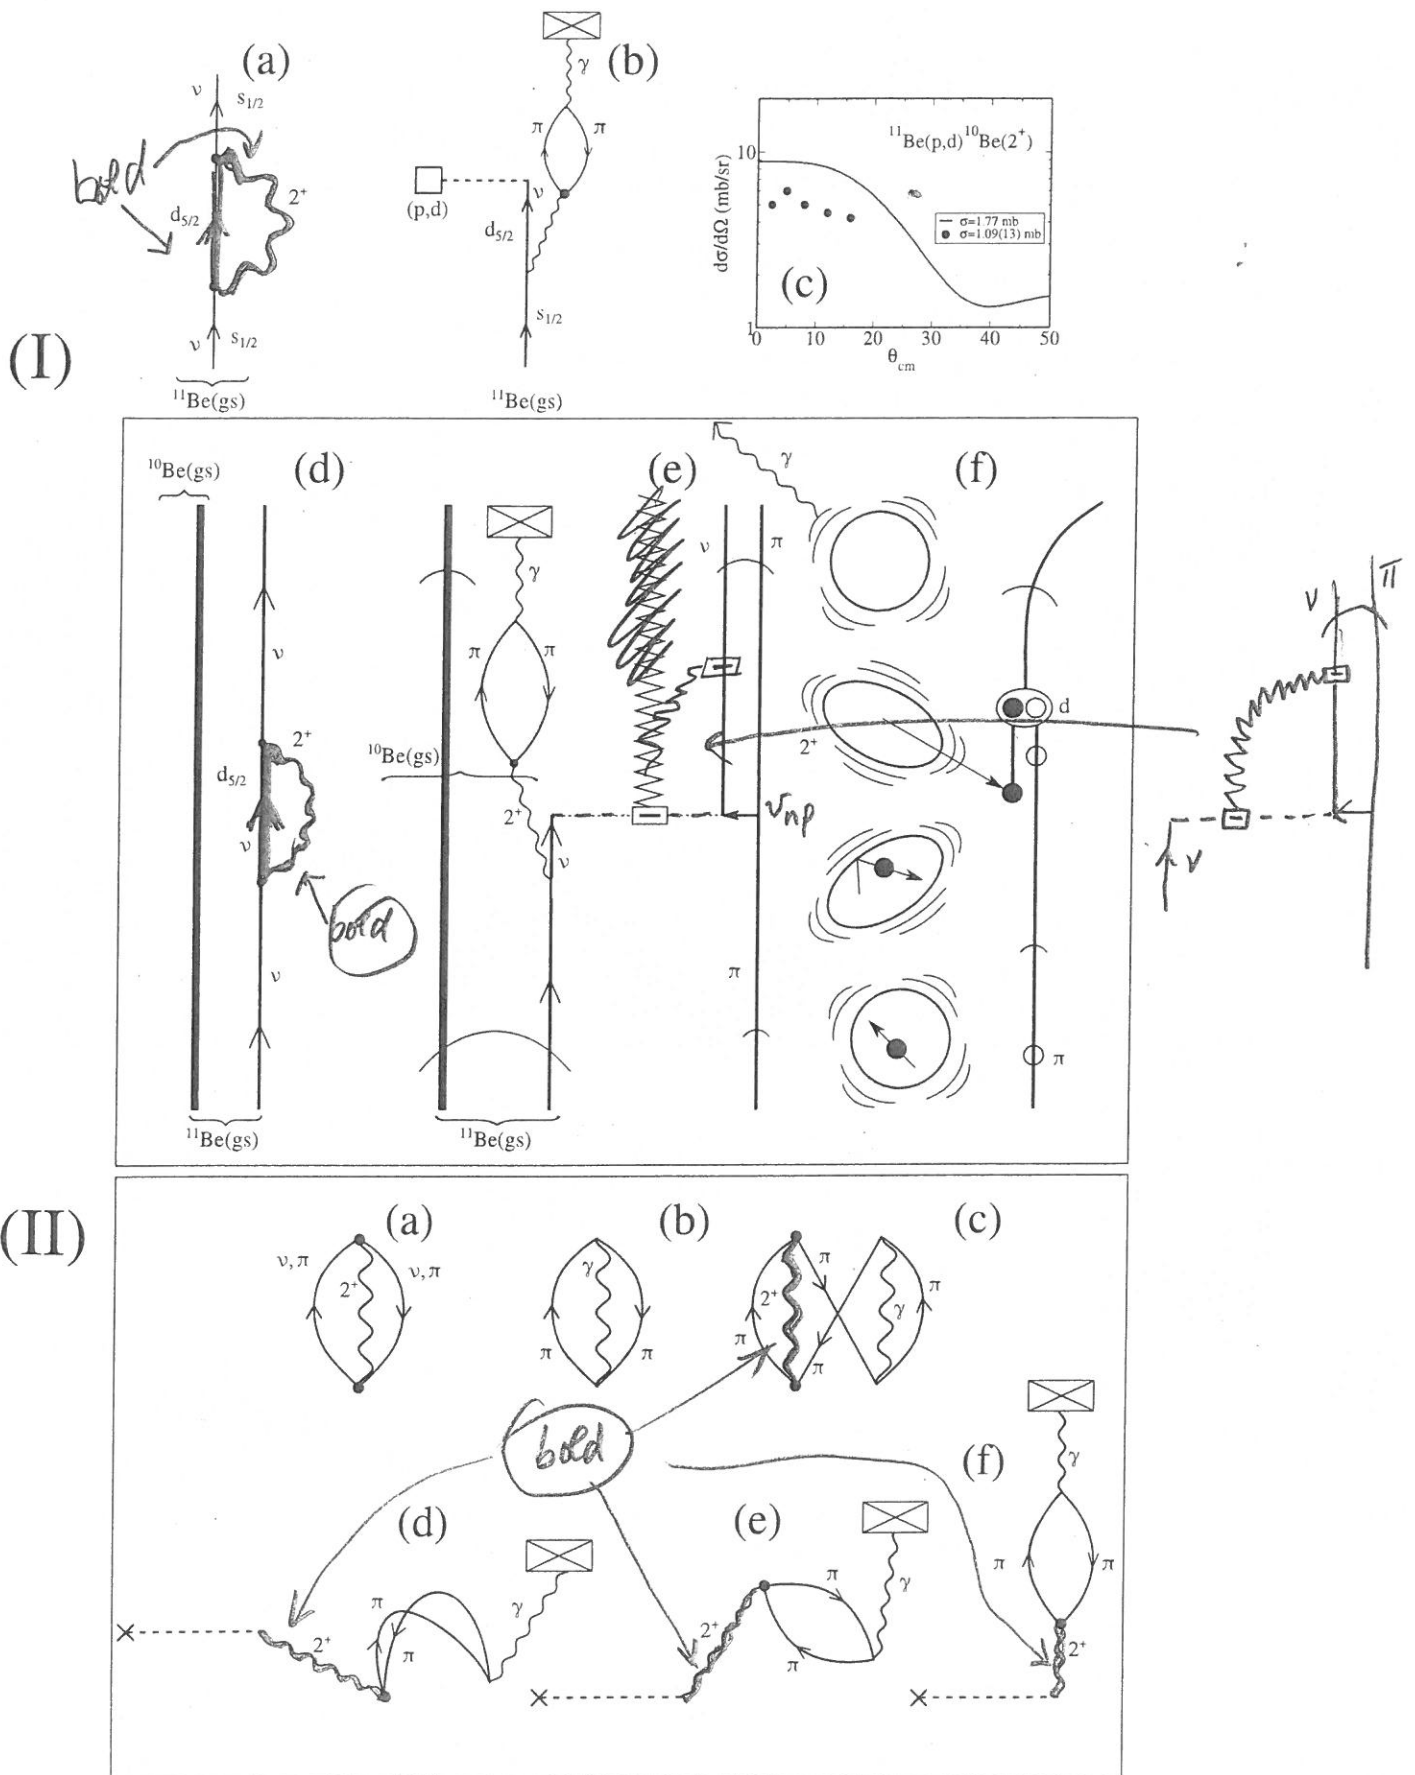 (a)
(b)
ν
s1/2
bold
d5/2
2+
ν
s1/2
11Be(gs)
γ
π
π
(p,d)
ν
d5/2
s1/2
11Be(gs)
dσ/dΩ (mb/sr)
10
1
11Be(p,d)10Be(2+)
σ=1.77 mb
σ=1.09(13) mb
(c)
0
10
20
30
40
50
θcm
(I)
(d)
(e)
(f)
10Be(gs)
ν
2+
d5/2
ν
bold
ν
11Be(gs)
γ
π
π
10Be(gs)
2+
ν
11Be(gs)
ν
π
vnp
π
γ
2+
d
π
ν
π
ν
(II)
(a)
(b)
(c)
ν, π
2+
ν, π
γ
π
π
π
2+
π
π
γ
π
bold
(d)
(e)
(f)
2+
π
π
γ
2+
π
π
γ
γ
π
π
2+